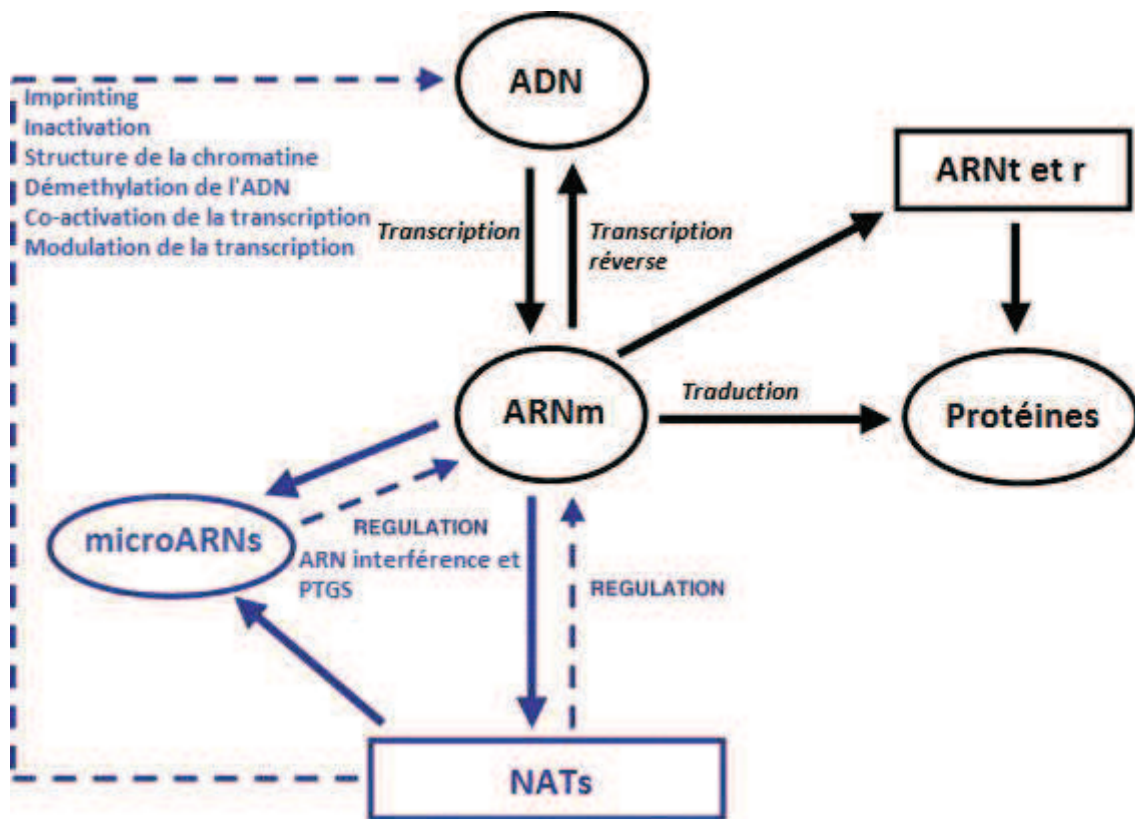 ADN
Imprinting
Inactivation
Structure de la chromatine
Démethylation de l'ADN
Co-activation de la transcription
Modulation de la transcription
ARNt et r
Transcription
Transcription
réverse
ARNm
Traduction
Protéines
microARNs
REGULATION
ARN interférence et
PTGS
REGULATION
NATs